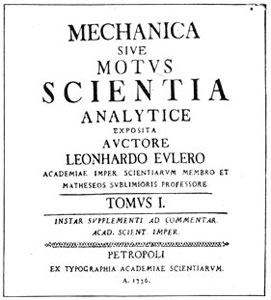 MECHANICA
SIVE
MOTVS
SCIENTIA
ANALYTICE
EXPOSITA
AVCTORE
LEONHARDO EVLERO
ACADEMIAE IMPER. SCIENTIARVM MEMBRO ET
MATHESEOS SVBLIMIORIS PROFESSORE.
TOMVS I.
INSTAR SVPPLEMENTI AD COMMENTAR.
ACAD. SCIENT. IMPER.
PETROPOLI
EX TYPOGRAPHIA ACADEMIAE SCIENTIARVM.
A. 1736.